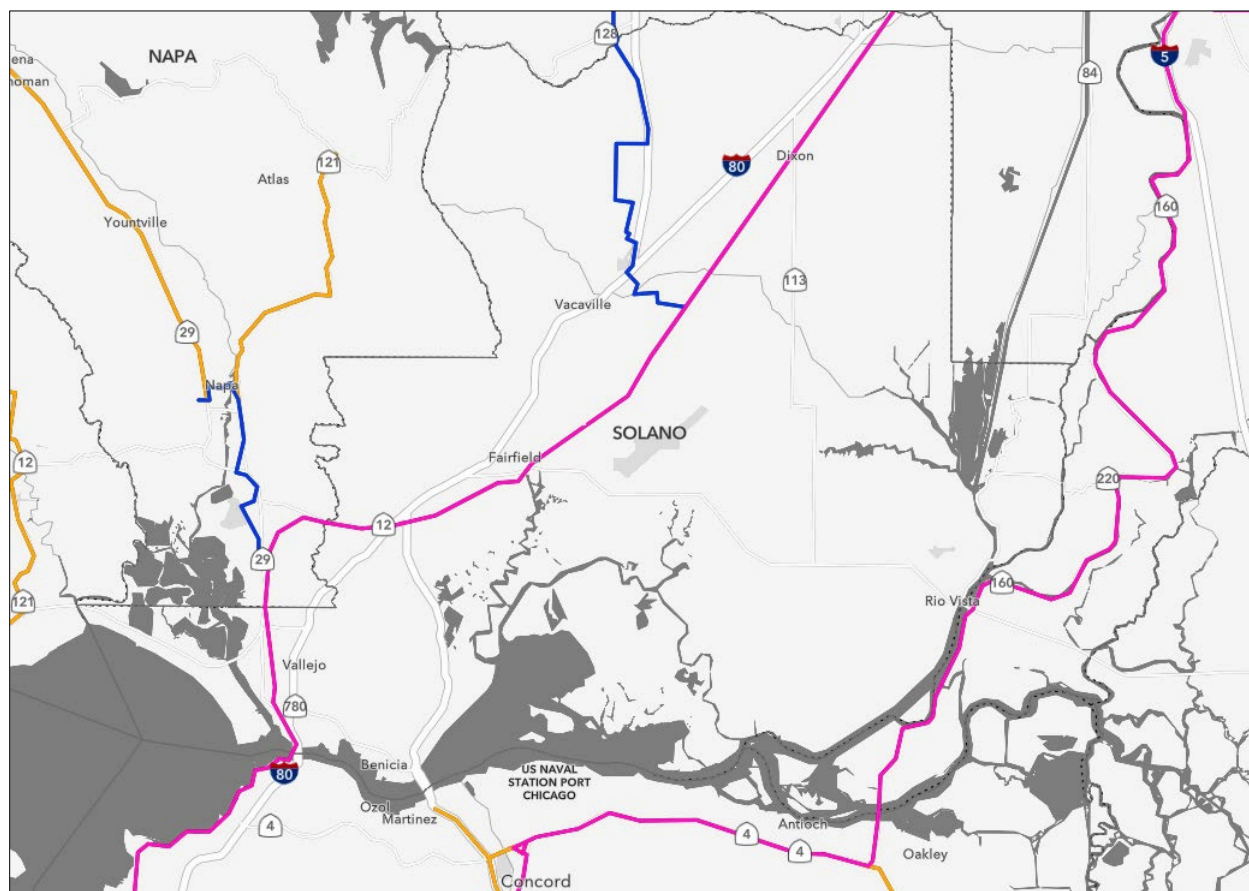 NAPA
128
5
ena
noman
84
121
80
Dixon
Atlas
160
Yountville
113
Vacaville
29
Napa
SOLANO
12
Fairfield
220
12
29
160
121
Rio Vista
Vallejo
780
Benicia
80
US NAVAL
STATION PORT
CHICAGO
Ozol
Martinez
4
Antioch
4
4
Oakley
Concord